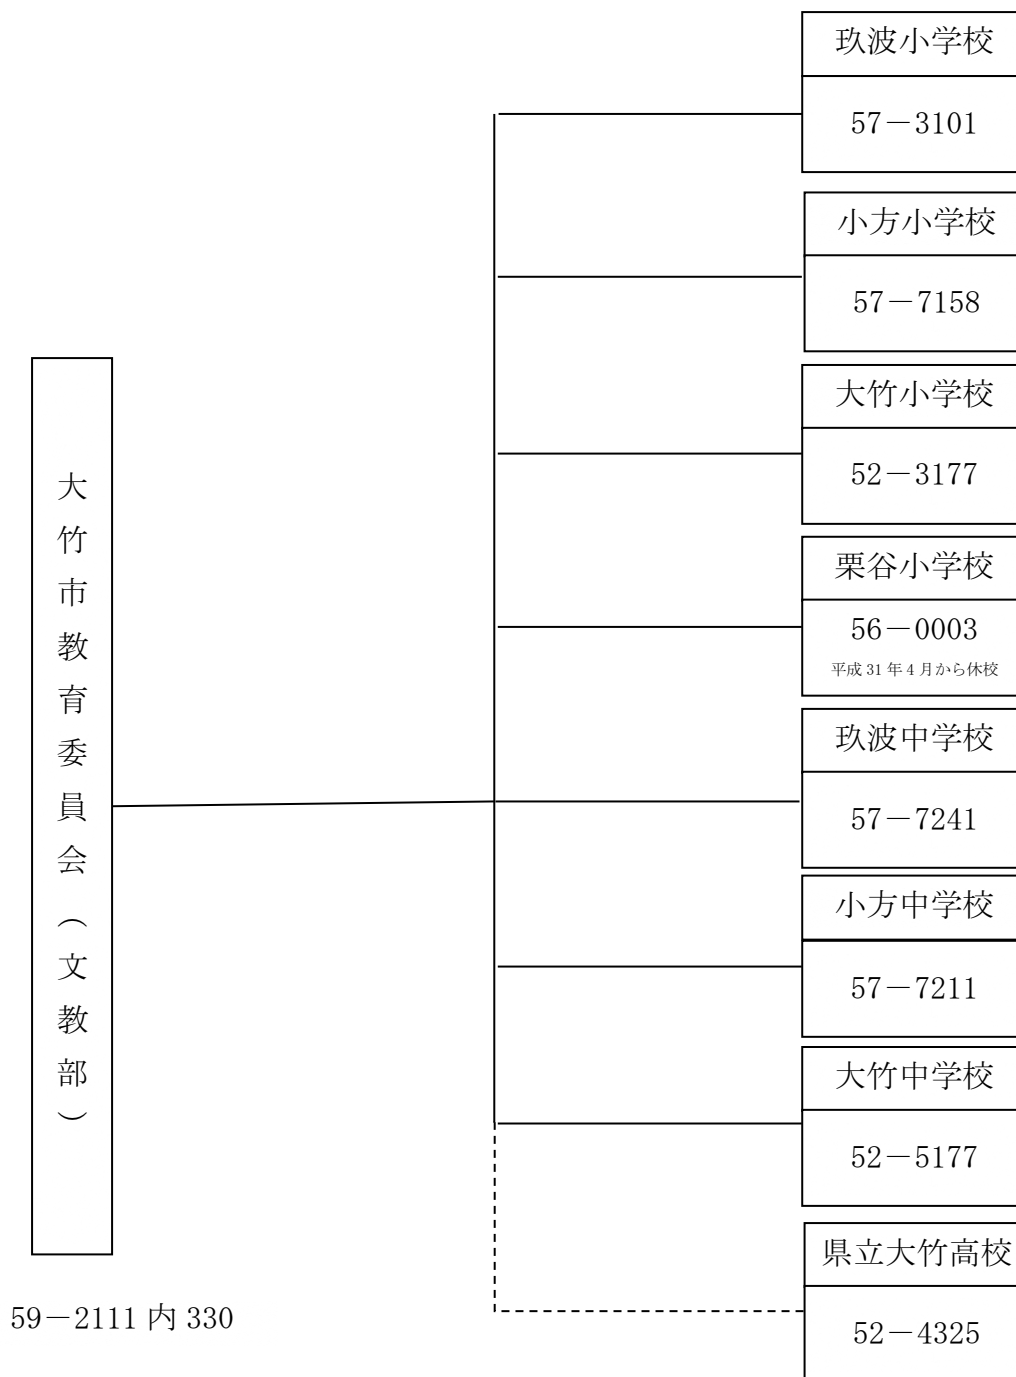 玖波小学校
57－3101
小方小学校
57－7158
大竹小学校
52－3177
栗谷小学校
56－0003
平成 31 年 4 月から休校
玖波中学校
57－7241
小方中学校
57－7211
大竹中学校
52－5177
県立大竹高校
52－4325
大竹市教育委員会（文教部）
59－2111 内 330